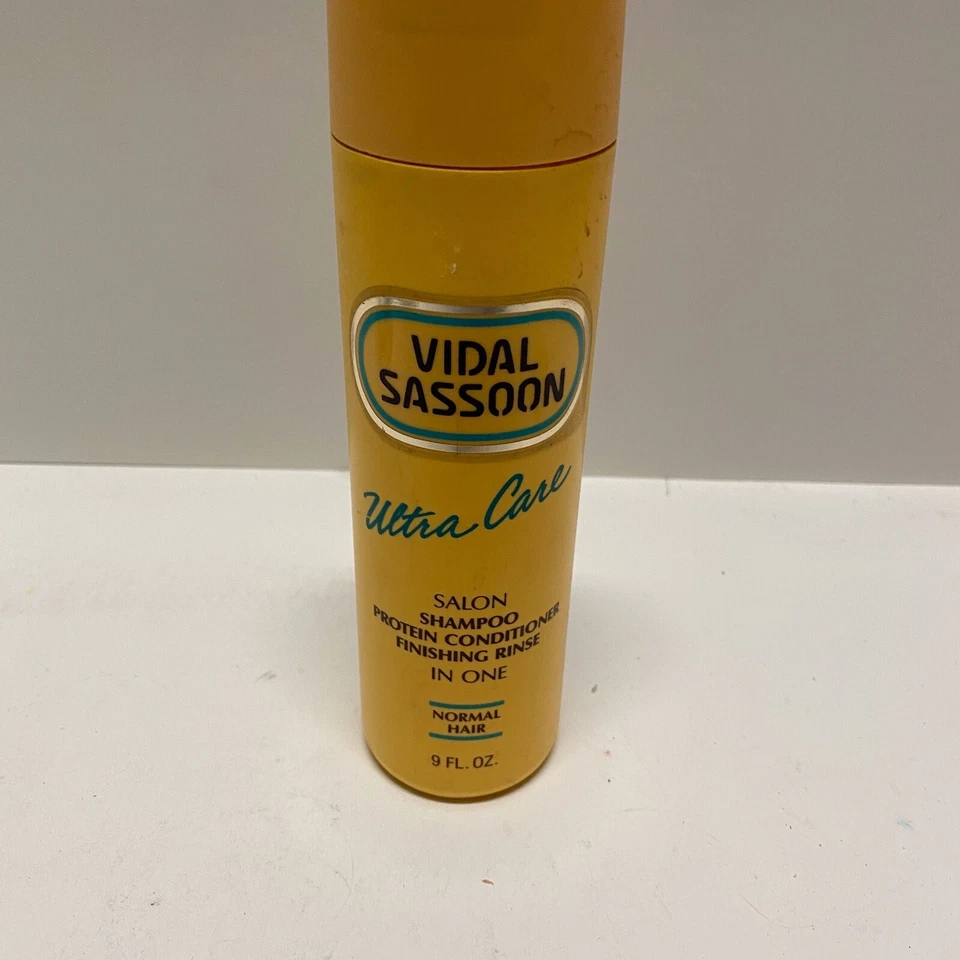 VIDAL
SASSOON
Ultra Care
SALON
SHAMPOO
PROTEIN CONDITIONER
FINISHING RINSE
IN ONE
NORMAL
HAIR
9 FL. OZ.